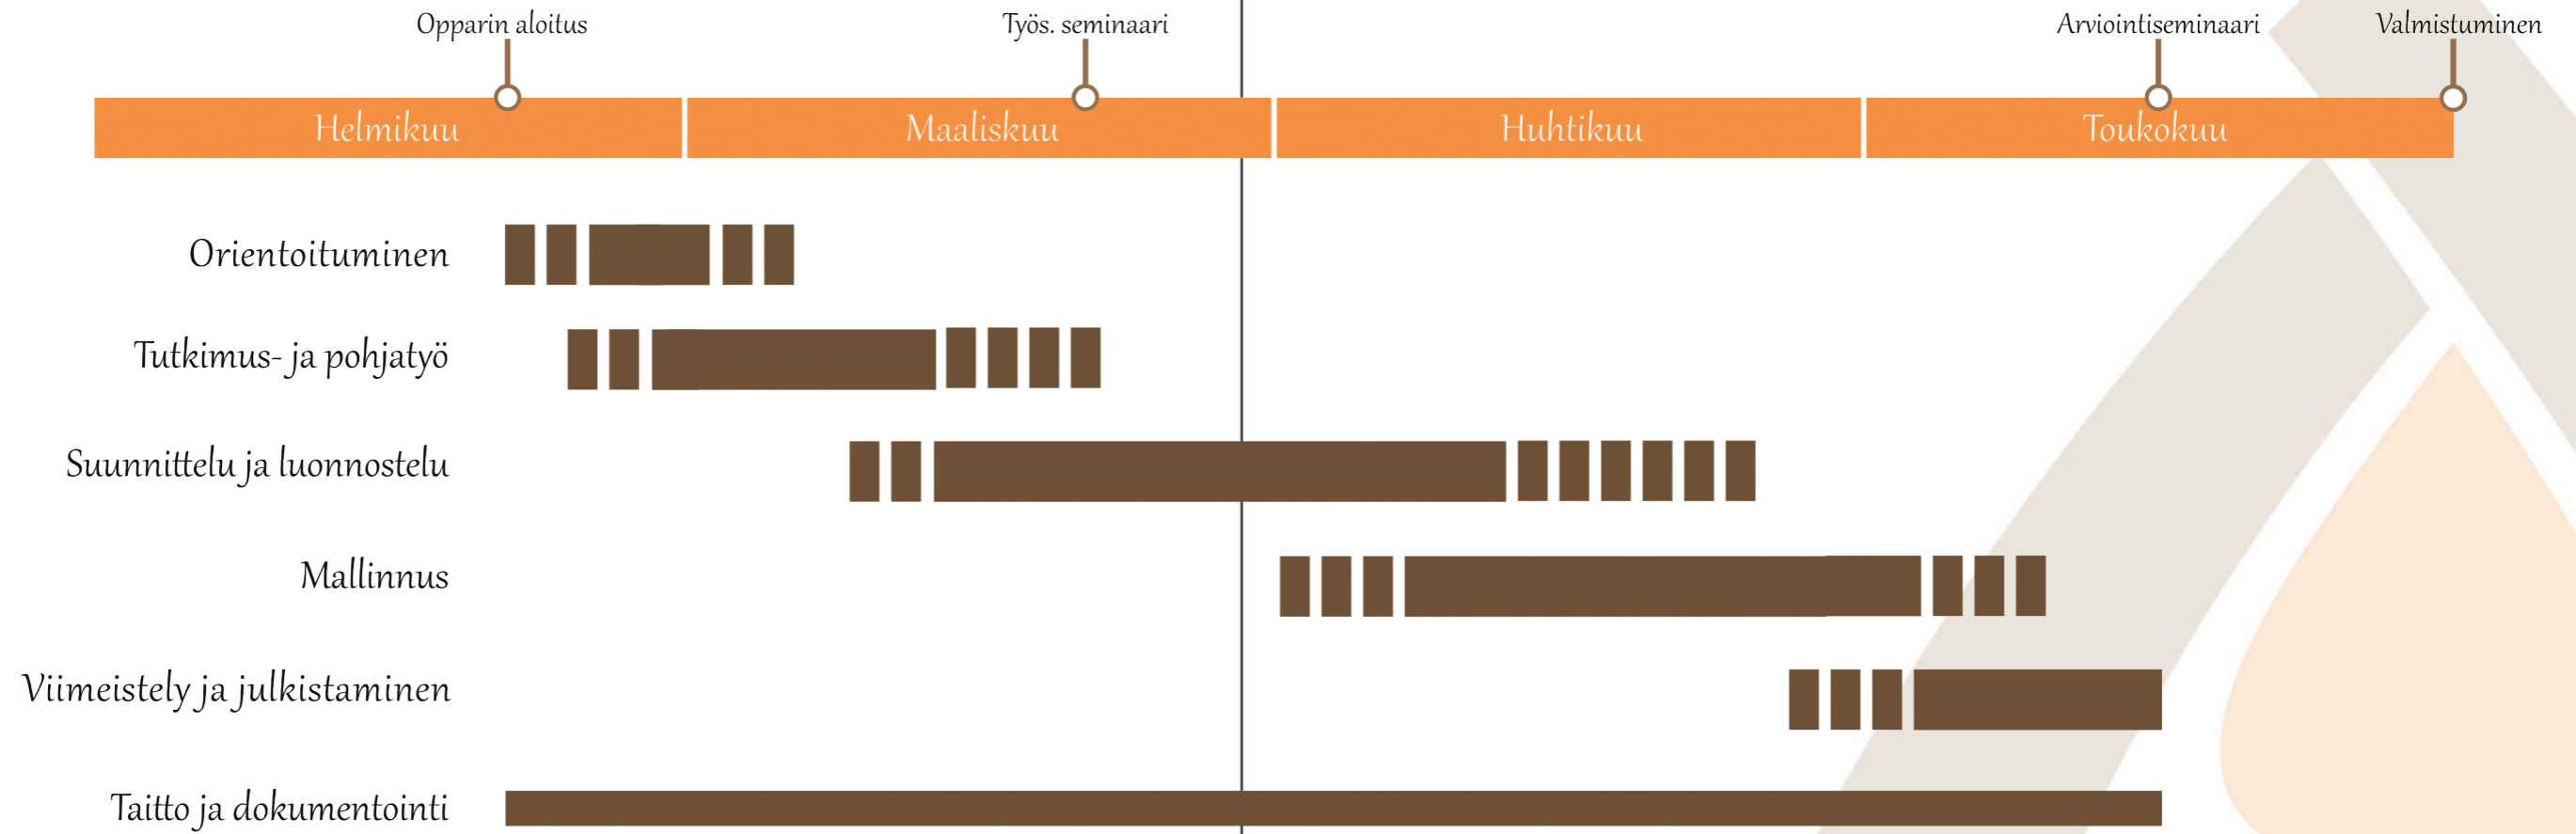 Opparin aloitus
Työs. seminaari
Arviointiseminaari
Valmistuminen
Helmikuu
Maaliskuu
Huhtikuu
Toukokuu
Orientoituminen
Tutkimus- ja pohjatyö
Suunnittelu ja luonnostelu
Mallinnus
Viimeistely ja julkistaminen
Taitto ja dokumentointi